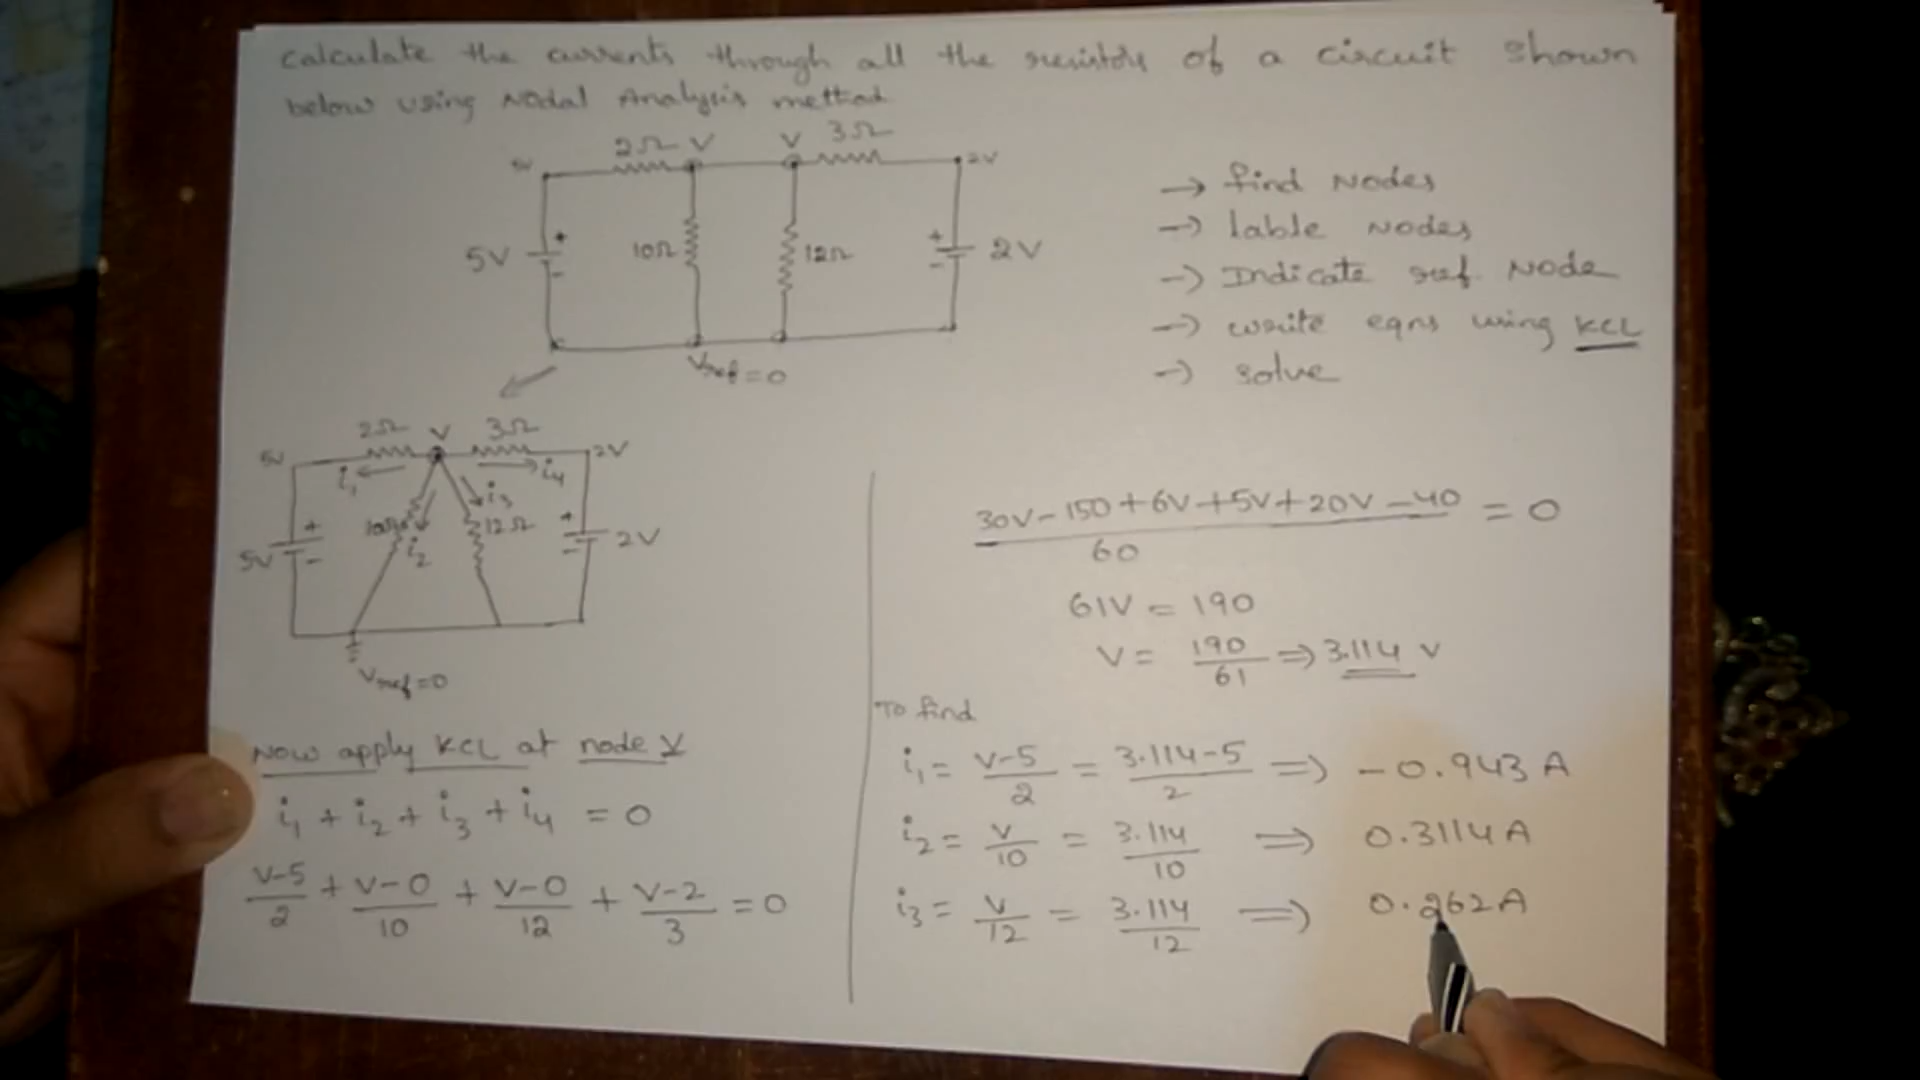 Calculate the currents through all the resistors of a circuit shown
below using Nodal Analysis method
2Ω V V 3Ω
5V 2V
5V + - 10Ω 12Ω + - 2V
Vref = 0
→ find Nodes
→ lable Nodes
→ Indicate ref. Node
→ write eqns using KCL
→ solve
2Ω V 3Ω
5V i₁ i₄ 2V
i₃
5V + - 10Ω i₂ 12Ω + - 2V
Vref = 0
Now apply KCL at node V
i₁ + i₂ + i₃ + i₄ = 0
V-5/2 + V-0/10 + V-0/12 + V-2/3 = 0
30V - 150 + 6V + 5V + 20V - 40 / 60 = 0
61V = 190
V = 190/61 ⇒ 3.114 V
To find
i₁ = V-5/2 = 3.114-5/2 ⇒ -0.943 A
i₂ = V/10 = 3.114/10 ⇒ 0.3114 A
i₃ = V/12 = 3.114/12 ⇒ 0.262 A